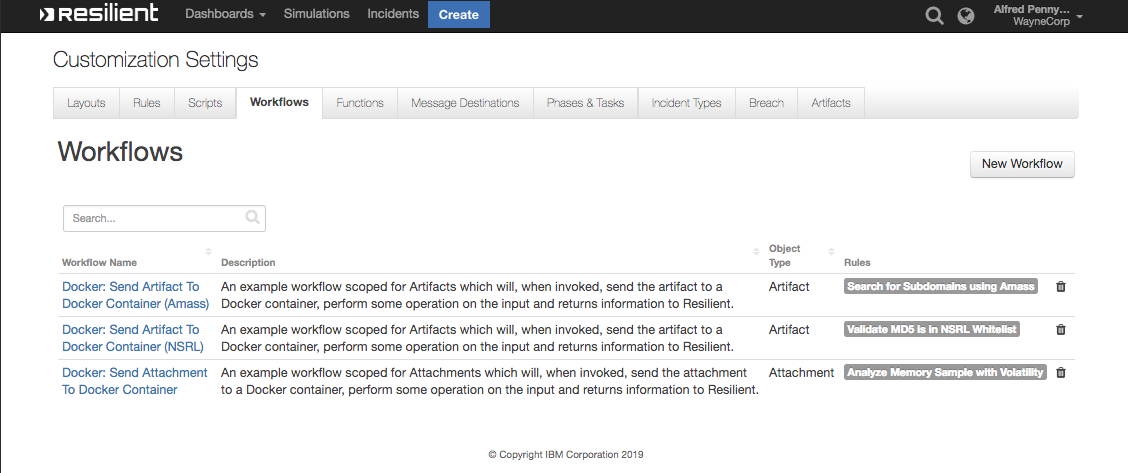 Resilient Dashboards Simulations Incidents Create Alfred Penny...
WayneCorp
Customization Settings
Layouts Rules Scripts Workflows Functions Message Destinations Phases & Tasks Incident Types Breach Artifacts
Workflows
New Workflow
Search...
Workflow Name Description Object Type Rules
Docker: Send Artifact To An example workflow scoped for Artifacts which will, when invoked, send the artifact to a Artifact Search for Subdomains using Amass
Docker Container (Amass) Docker container, perform some operation on the input and returns information to Resilient.
Docker: Send Artifact To An example workflow scoped for Artifacts which will, when invoked, send the artifact to a Artifact Validate MD5 is in NSRL Whitelist
Docker Container (NSRL) Docker container, perform some operation on the input and returns information to Resilient.
Docker: Send Attachment An example workflow scoped for Attachments which will, when invoked, send the attachment Attachment Analyze Memory Sample with Volatility
To Docker Container to a Docker container, perform some operation on the input and returns information to Resilient.
© Copyright IBM Corporation 2019